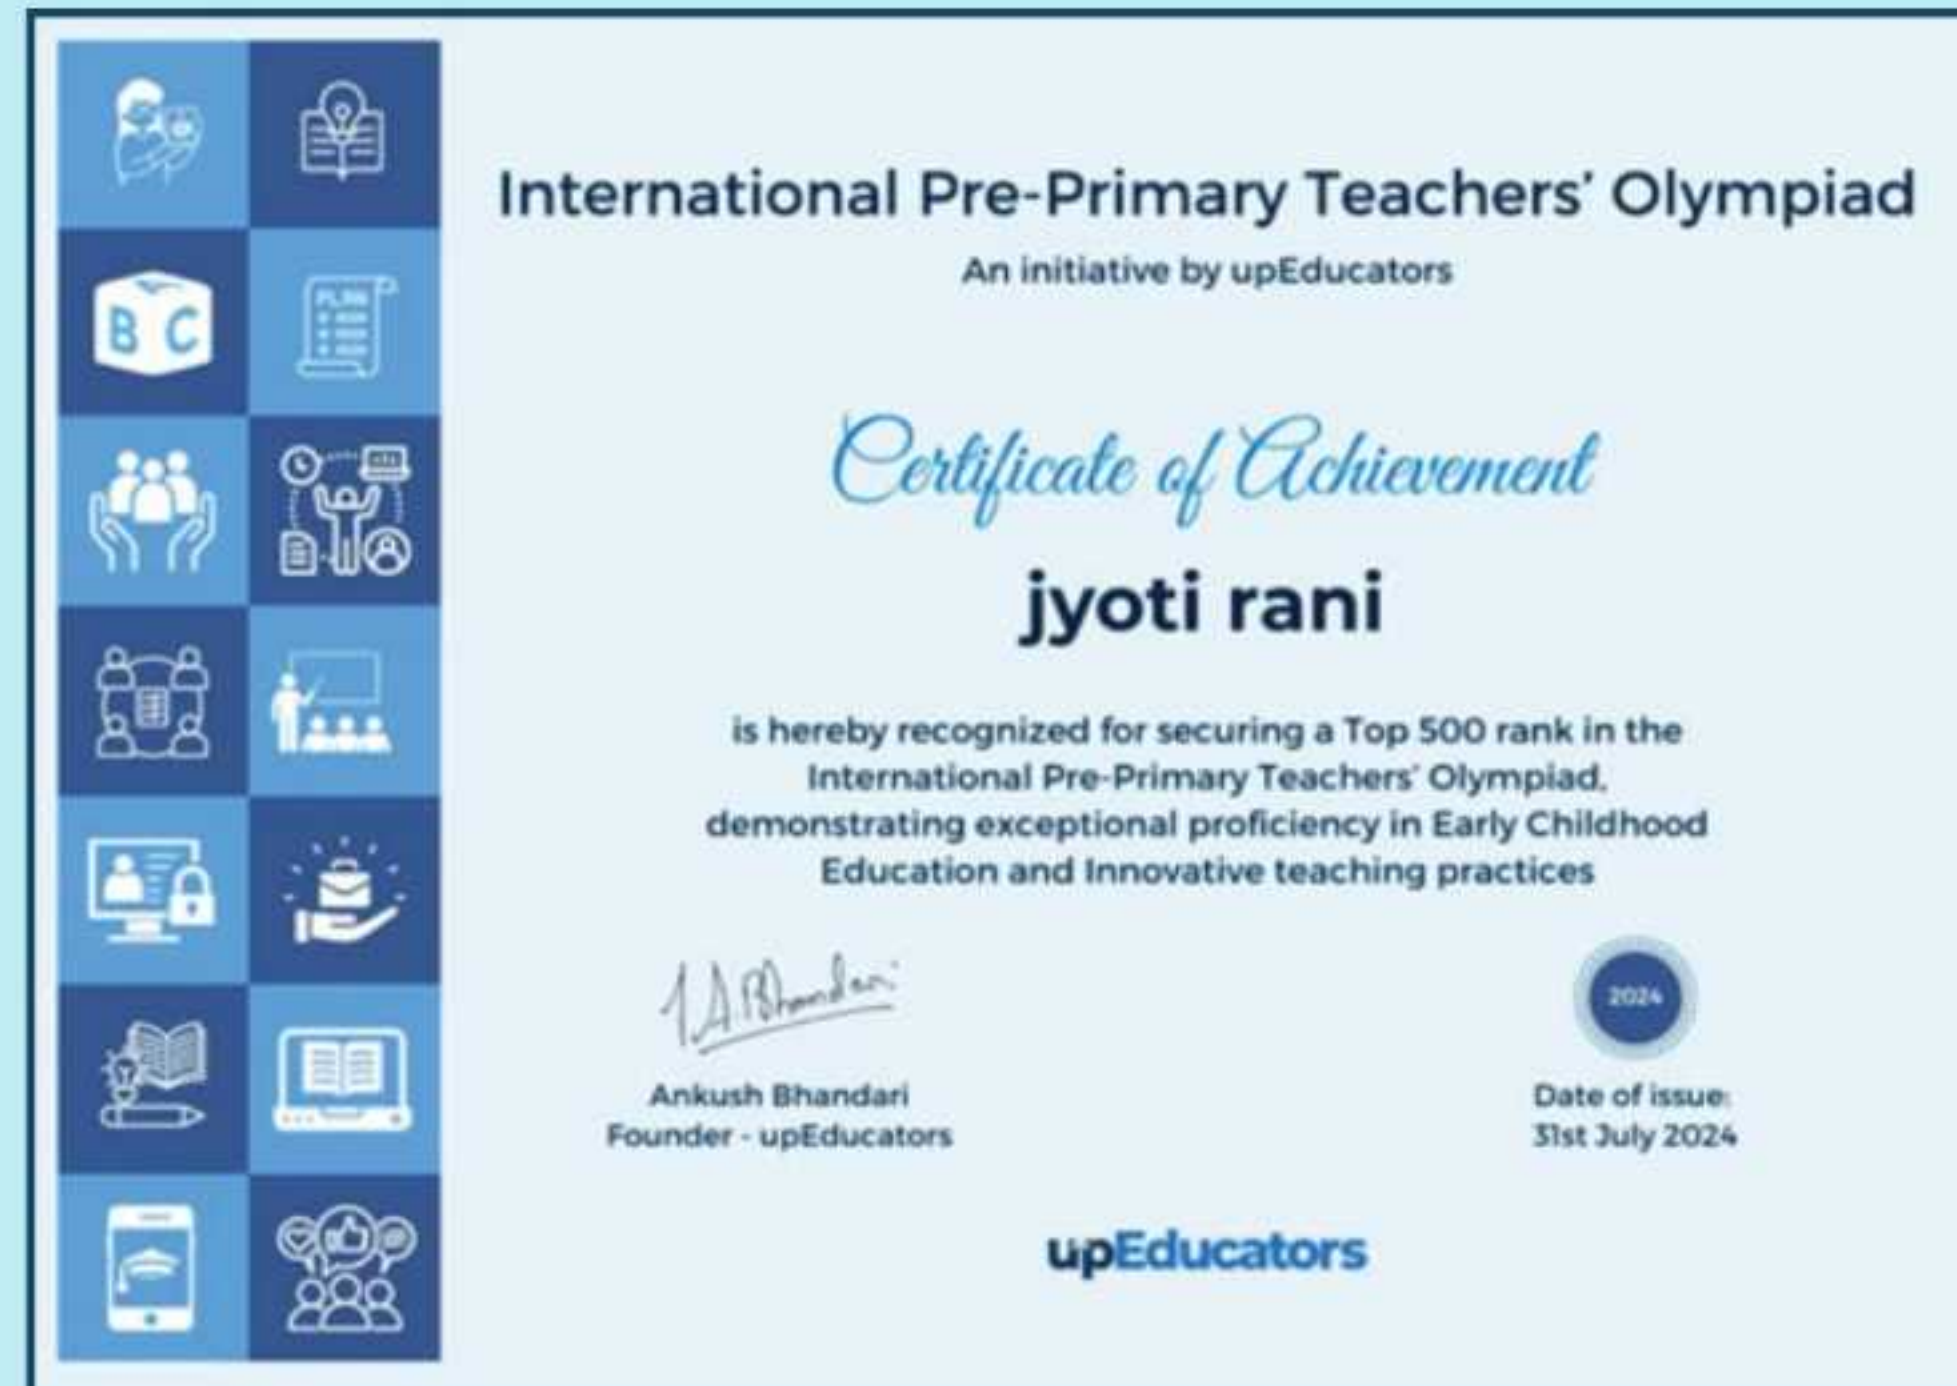 International Pre-Primary Teachers' Olympiad
An initiative by upEducators
Certificate of Achievement
jyoti rani
is hereby recognized for securing a Top 500 rank in the
International Pre-Primary Teachers' Olympiad,
demonstrating exceptional proficiency in Early Childhood
Education and Innovative teaching practices
Ankush Bhandari
Founder - upEducators
2024
Date of issue:
31st July 2024
upEducators
B C
PLAN